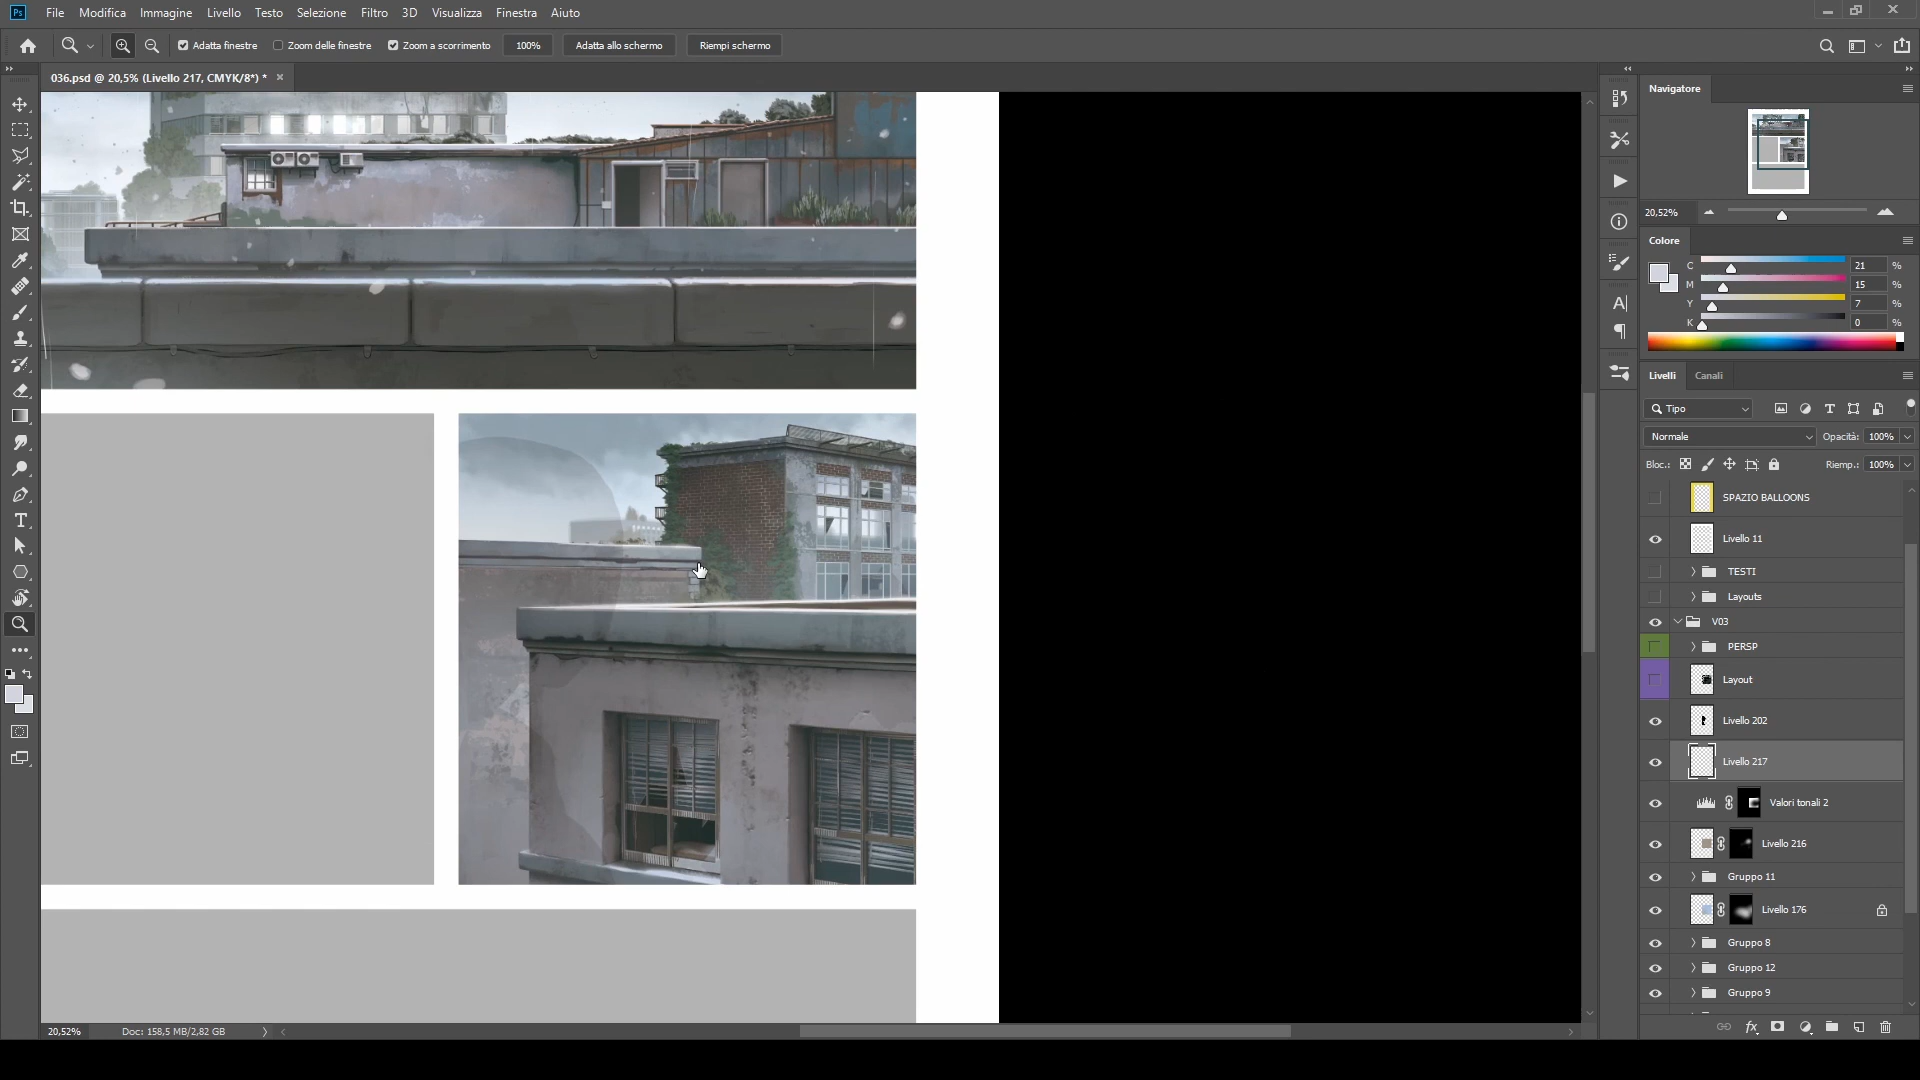 Ps File Modifica Immagine Livello Testo Selezione Filtro 3D Visualizza Finestra Aiuto
Adatta finestre Zoom delle finestre Zoom a scorrimento 100% Adatta allo schermo Riempi schermo
036.psd @ 20,5% (Livello 217, CMYK/8*) *
Navigatore
20,52%
Colore
C 21 %
M 15 %
Y 7 %
K 0 %
Livelli Canali
Tipo
Normale Opacità: 100%
Bloc.: Riemp.: 100%
SPAZIO BALLOONS
Livello 11
TESTI
Layouts
V03
PERSP
Layout
Livello 202
Livello 217
Valori tonali 2
Livello 216
Gruppo 11
Livello 176
Gruppo 8
Gruppo 12
Gruppo 9
fx
20,52% Doc: 158,5 MB/2,82 GB